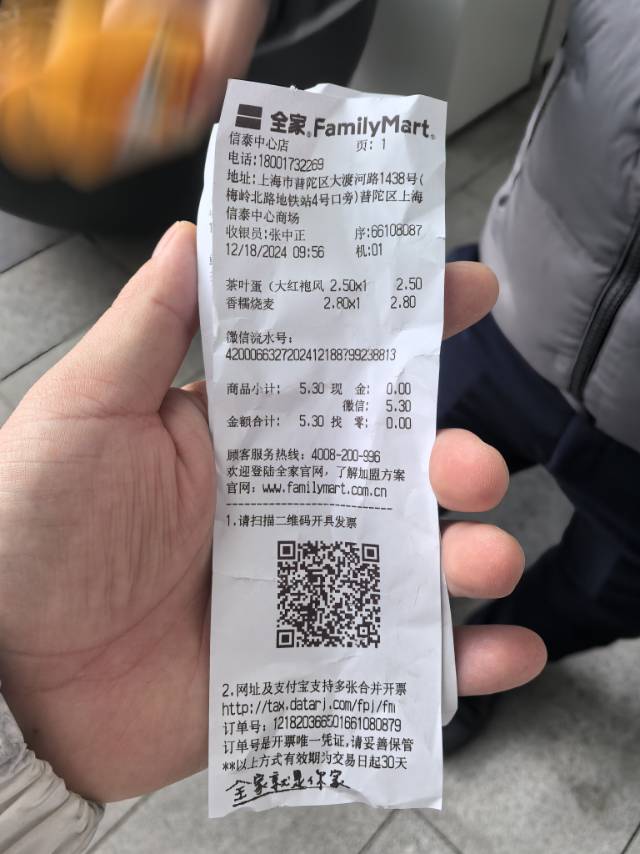 全家 FamilyMart
信泰中心店 页: 1
电话:18001732269
地址:上海市普陀区大渡河路1438号(
梅岭北路地铁站4号口旁)普陀区上海
信泰中心商场
收银员:张中正 序:66108087
12/18/2024 09:56 机:01
茶叶蛋（大红袍风 2.50x1 2.50
香糯烧麦 2.80x1 2.80
微信流水号:
4200066327202412188799238813
商品小计: 5.30 现 金: 0.00
微信: 5.30
金额合计: 5.30 找 零: 0.00
顾客服务热线: 4008-200-996
欢迎登陆全家官网，了解加盟方案
官网: www.familymart.com.cn
1.请扫描二维码开具发票
2.网址及支付宝支持多张合并开票
http://tax.datarj.com/fpj/fm
订单号: 121820366501661080879
订单号是开票唯一凭证,请妥善保管
**以上方式有效期为交易日起30天
全家就是你家